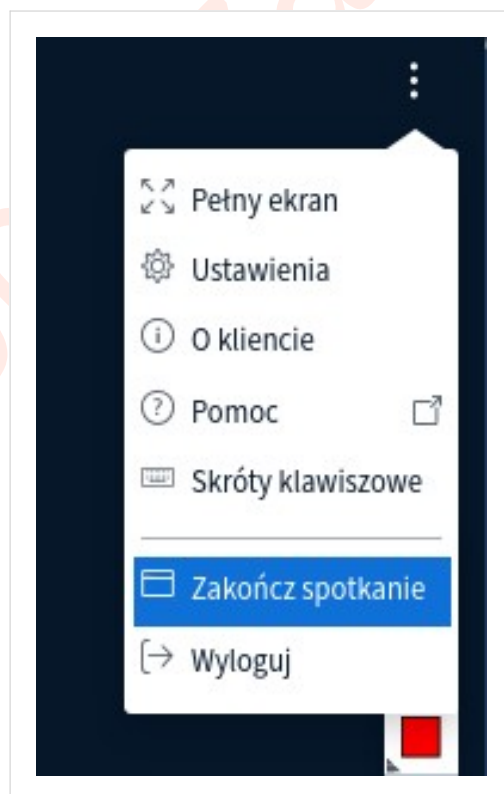 Pełny ekran
Ustawienia
O kliencie
Pomoc
Skróty klawiszowe
Zakończ spotkanie
Wyloguj